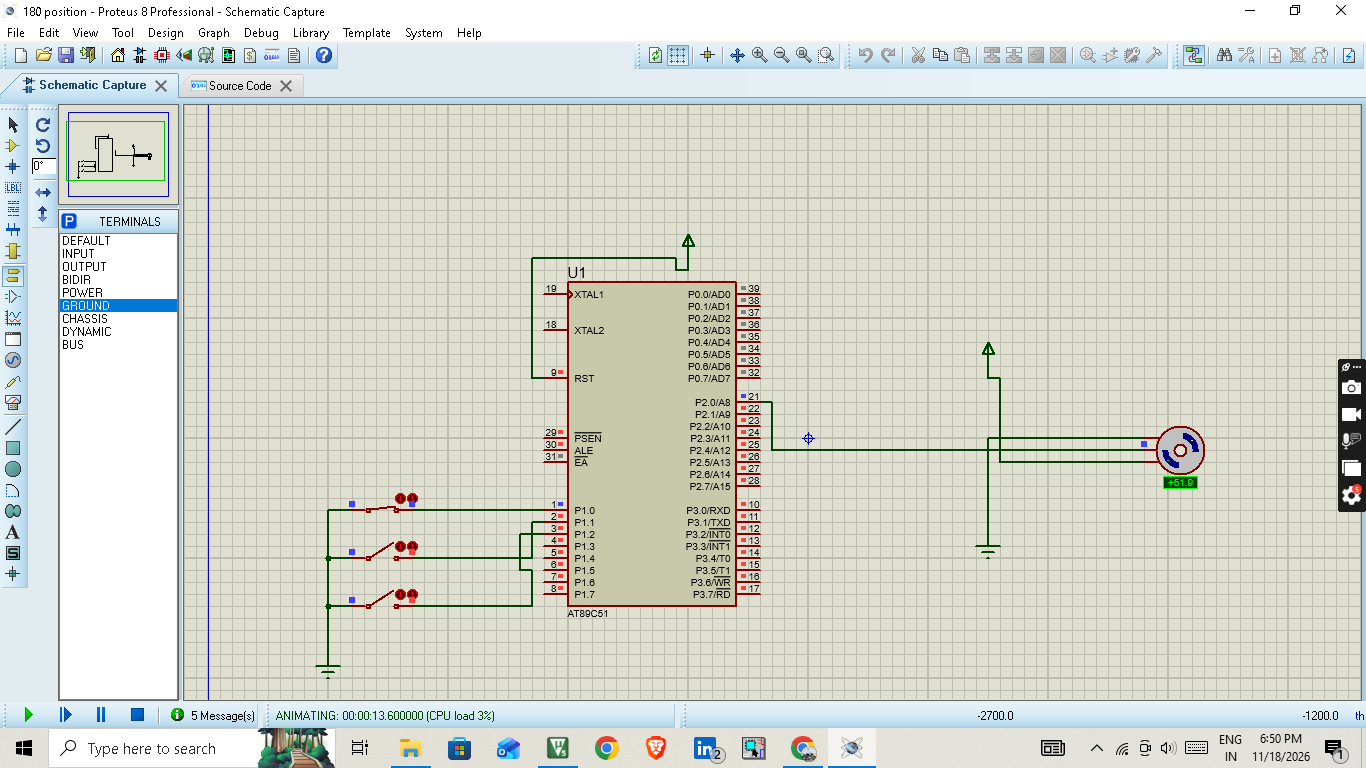 180 position - Proteus 8 Professional - Schematic Capture
File Edit View Tool Design Graph Debug Library Template System Help
Schematic Capture
Source Code
0°
LBL
P TERMINALS
DEFAULT
INPUT
OUTPUT
BIDIR
POWER
GROUND
CHASSIS
DYNAMIC
BUS
A
S
U1
19 XTAL1
18 XTAL2
9 RST
29 PSEN
30 ALE
31 EA
1 P1.0
2 P1.1
3 P1.2
4 P1.3
5 P1.4
6 P1.5
7 P1.6
8 P1.7
P0.0/AD0 39
P0.1/AD1 38
P0.2/AD2 37
P0.3/AD3 36
P0.4/AD4 35
P0.5/AD5 34
P0.6/AD6 33
P0.7/AD7 32
P2.0/A8 21
P2.1/A9 22
P2.2/A10 23
P2.3/A11 24
P2.4/A12 25
P2.5/A13 26
P2.6/A14 27
P2.7/A15 28
P3.0/RXD 10
P3.1/TXD 11
P3.2/INT0 12
P3.3/INT1 13
P3.4/T0 14
P3.5/T1 15
P3.6/WR 16
P3.7/RD 17
AT89C51
+51.9
5 Message(s)
ANIMATING: 00:00:13.600000 (CPU load 3%)
-2700.0
-1200.0 th
Type here to search
2
ENG
IN
6:50 PM
11/18/2026
1